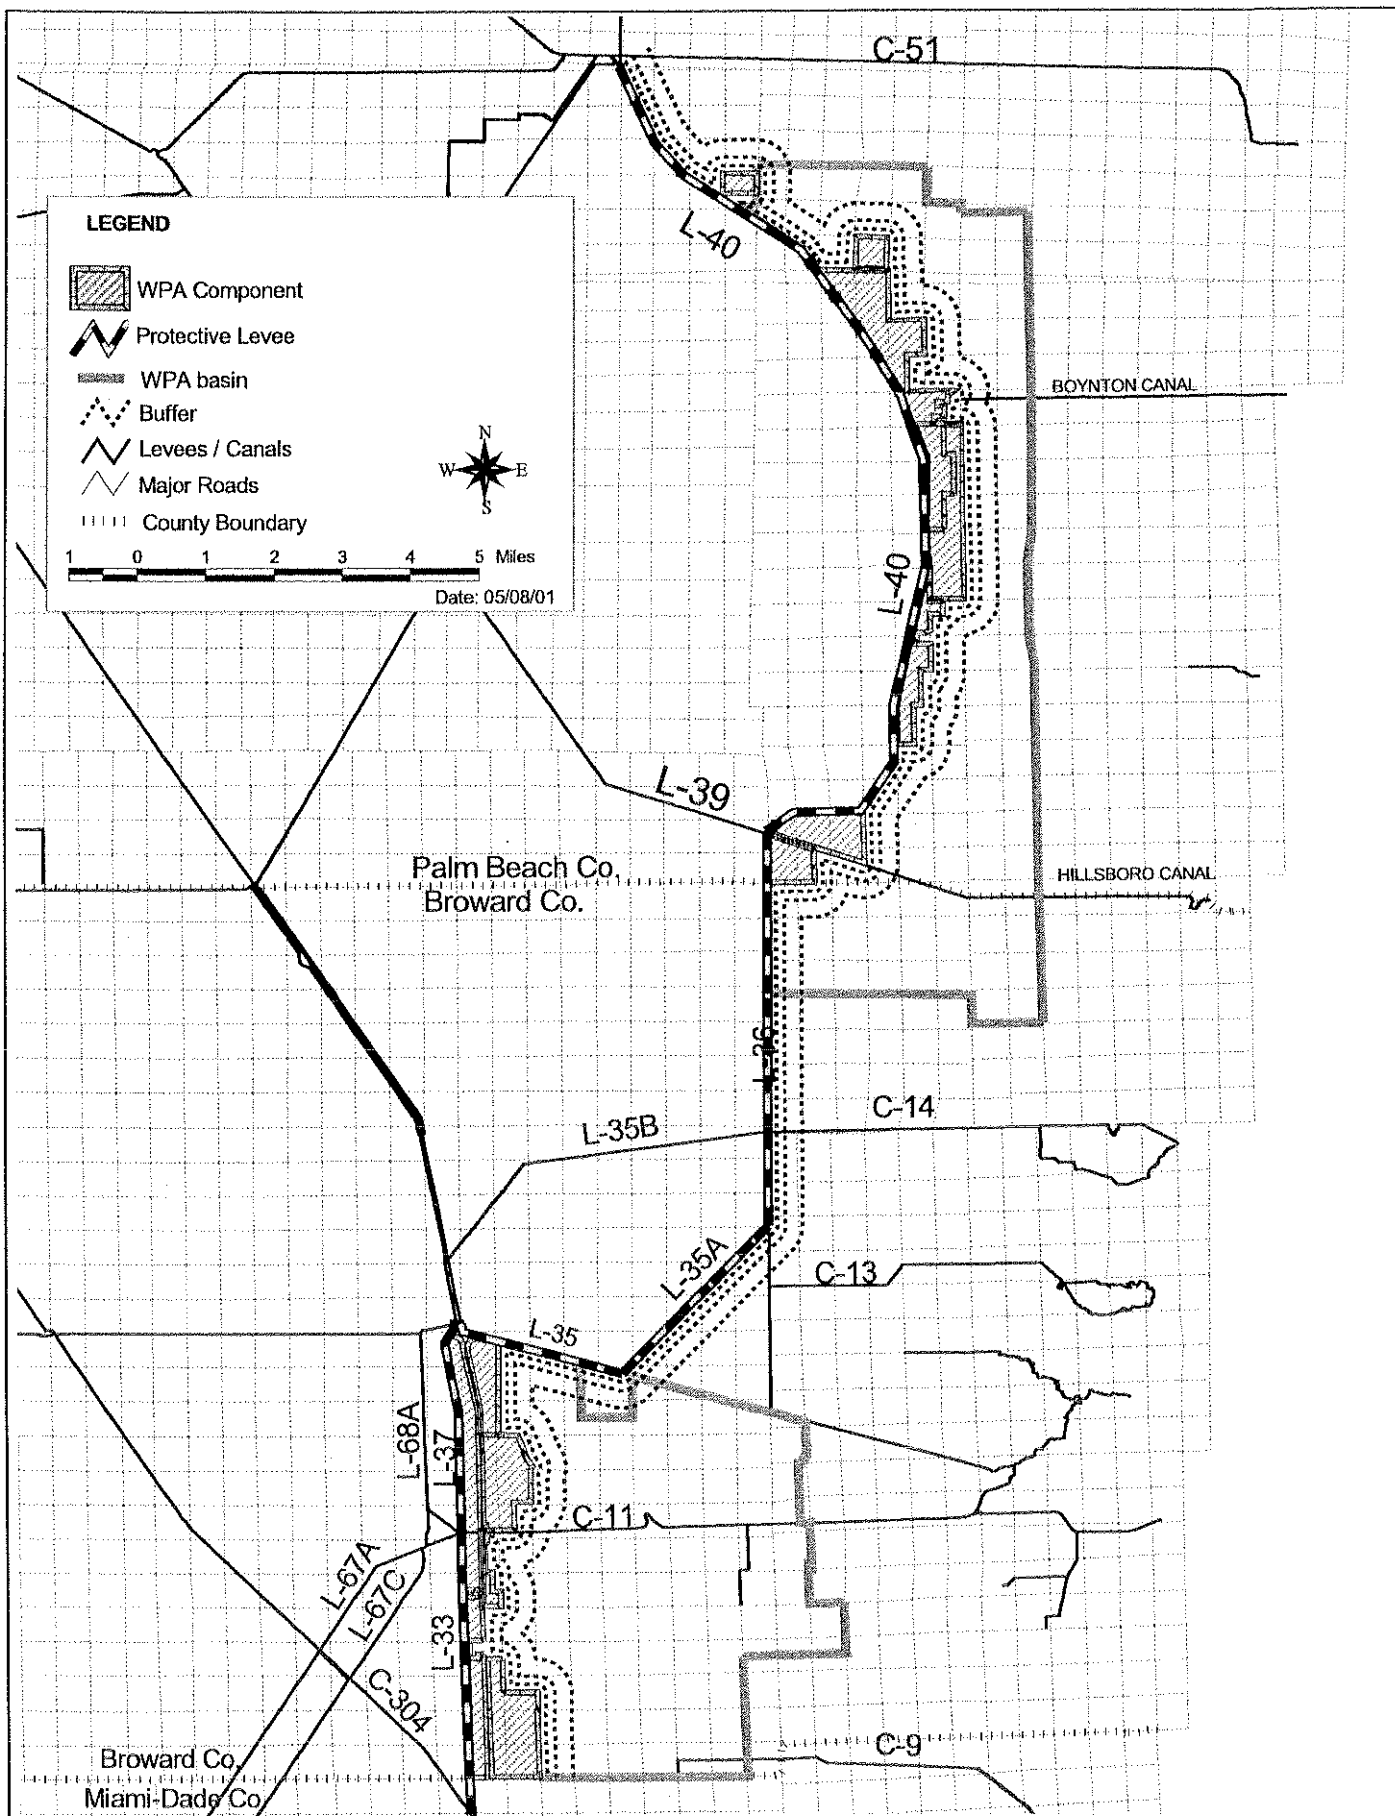 C-51
LEGEND
WPA Component
Protective Levee
WPA basin
Buffer
Levees / Canals
Major Roads
County Boundary
N
W E
S
1 0 1 2 3 4 5 Miles
Date: 05/08/01
L-40
BOYNTON CANAL
L-40
L-39
Palm Beach Co.
Broward Co.
HILLSBORO CANAL
L-36
C-14
L-35B
L-35A
C-13
L-35
L-68A
L-37
C-11
L-67A
L-67C
L-33
C-304
C-9
Broward Co.
Miami-Dade Co.